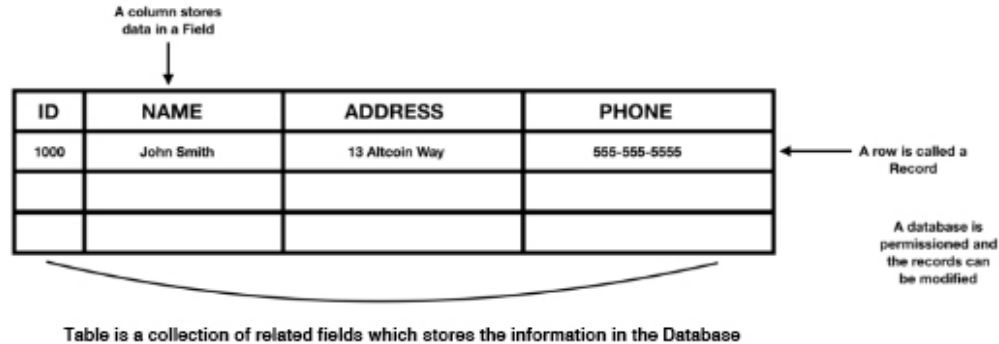 A column stores
data in a Field
ID NAME ADDRESS PHONE
1000 John Smith 13 Altcoin Way 555-555-5555
A row is called a
Record
A database is
permissioned and
the records can
be modified
Table is a collection of related fields which stores the information in the Database